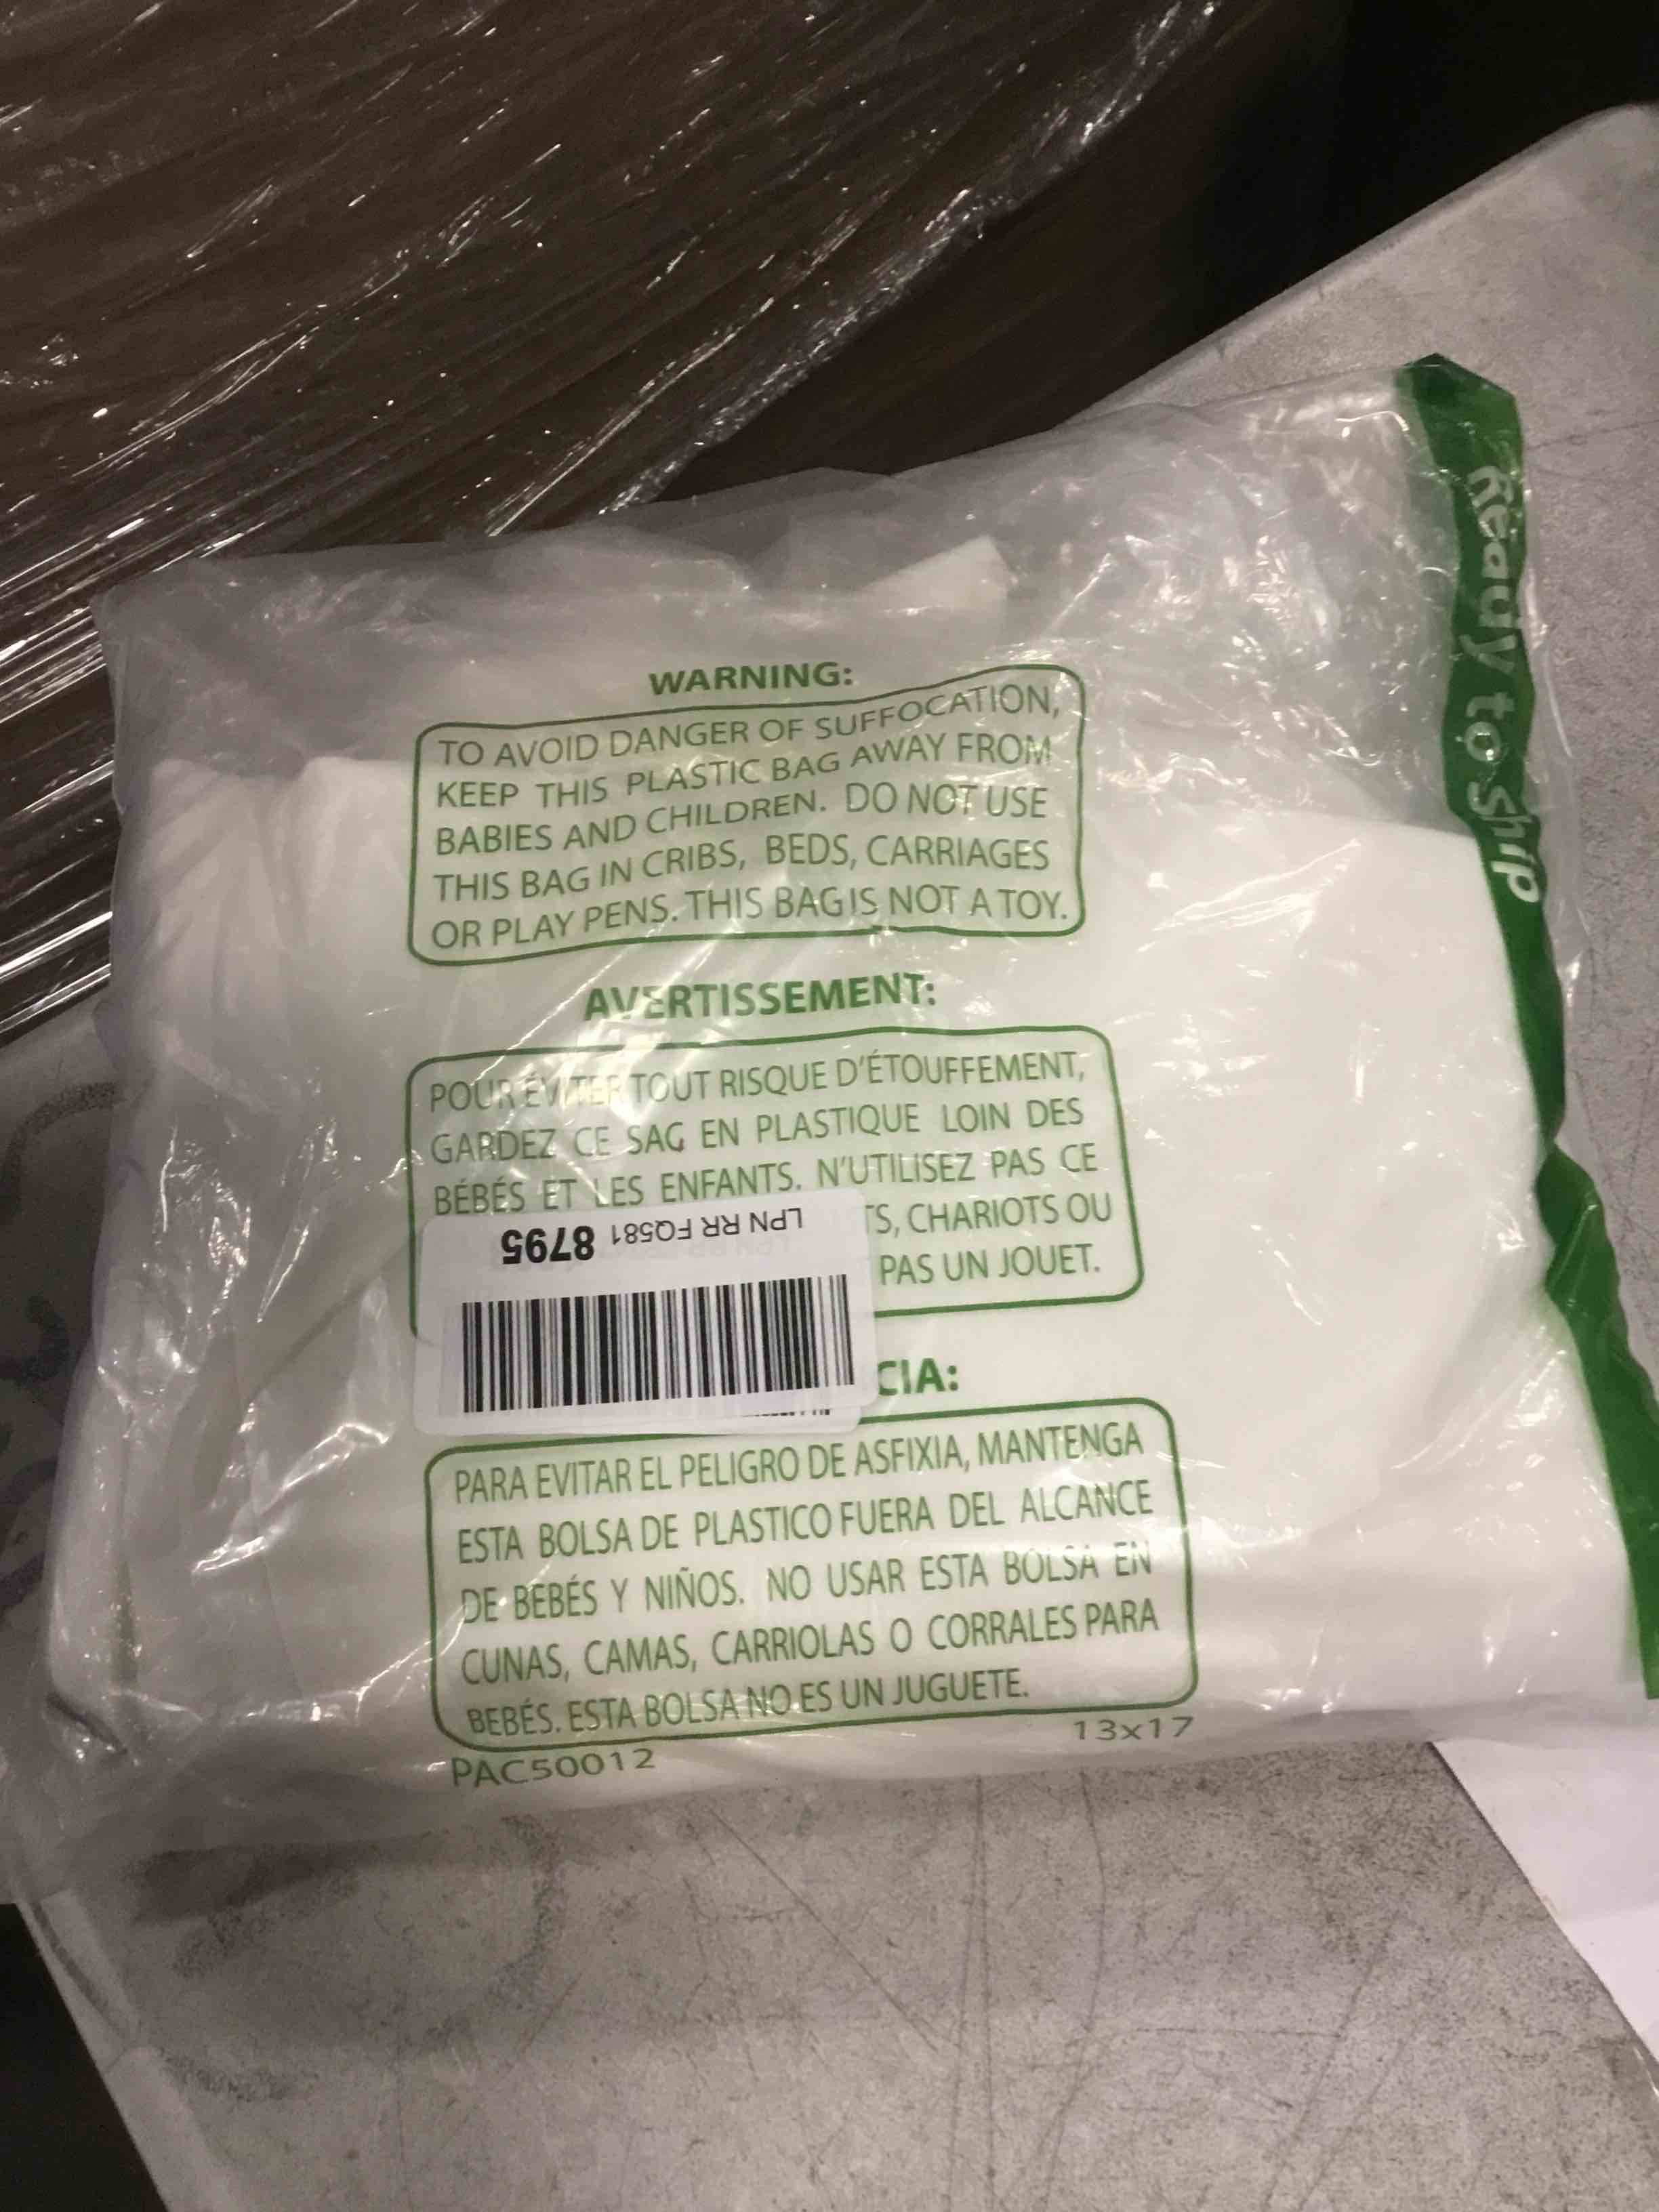 Ready to Ship
WARNING:
TO AVOID DANGER OF SUFFOCATION,
KEEP THIS PLASTIC BAG AWAY FROM
BABIES AND CHILDREN. DO NOT USE
THIS BAG IN CRIBS, BEDS, CARRIAGES
OR PLAY PENS. THIS BAG IS NOT A TOY.
AVERTISSEMENT:
POUR ÉVITER TOUT RISQUE D'ÉTOUFFEMENT,
GARDEZ CE SAC EN PLASTIQUE LOIN DES
BÉBÉS ET LES ENFANTS. N'UTILISEZ PAS CE
TS, CHARIOTS OU
PAS UN JOUET.
LPN RR FQ581 8795
CIA:
PARA EVITAR EL PELIGRO DE ASFIXIA, MANTENGA
ESTA BOLSA DE PLASTICO FUERA DEL ALCANCE
DE BEBÉS Y NIÑOS. NO USAR ESTA BOLSA EN
CUNAS, CAMAS, CARRIOLAS O CORRALES PARA
BEBÉS. ESTA BOLSA NO ES UN JUGUETE.
PAC50012
13x17